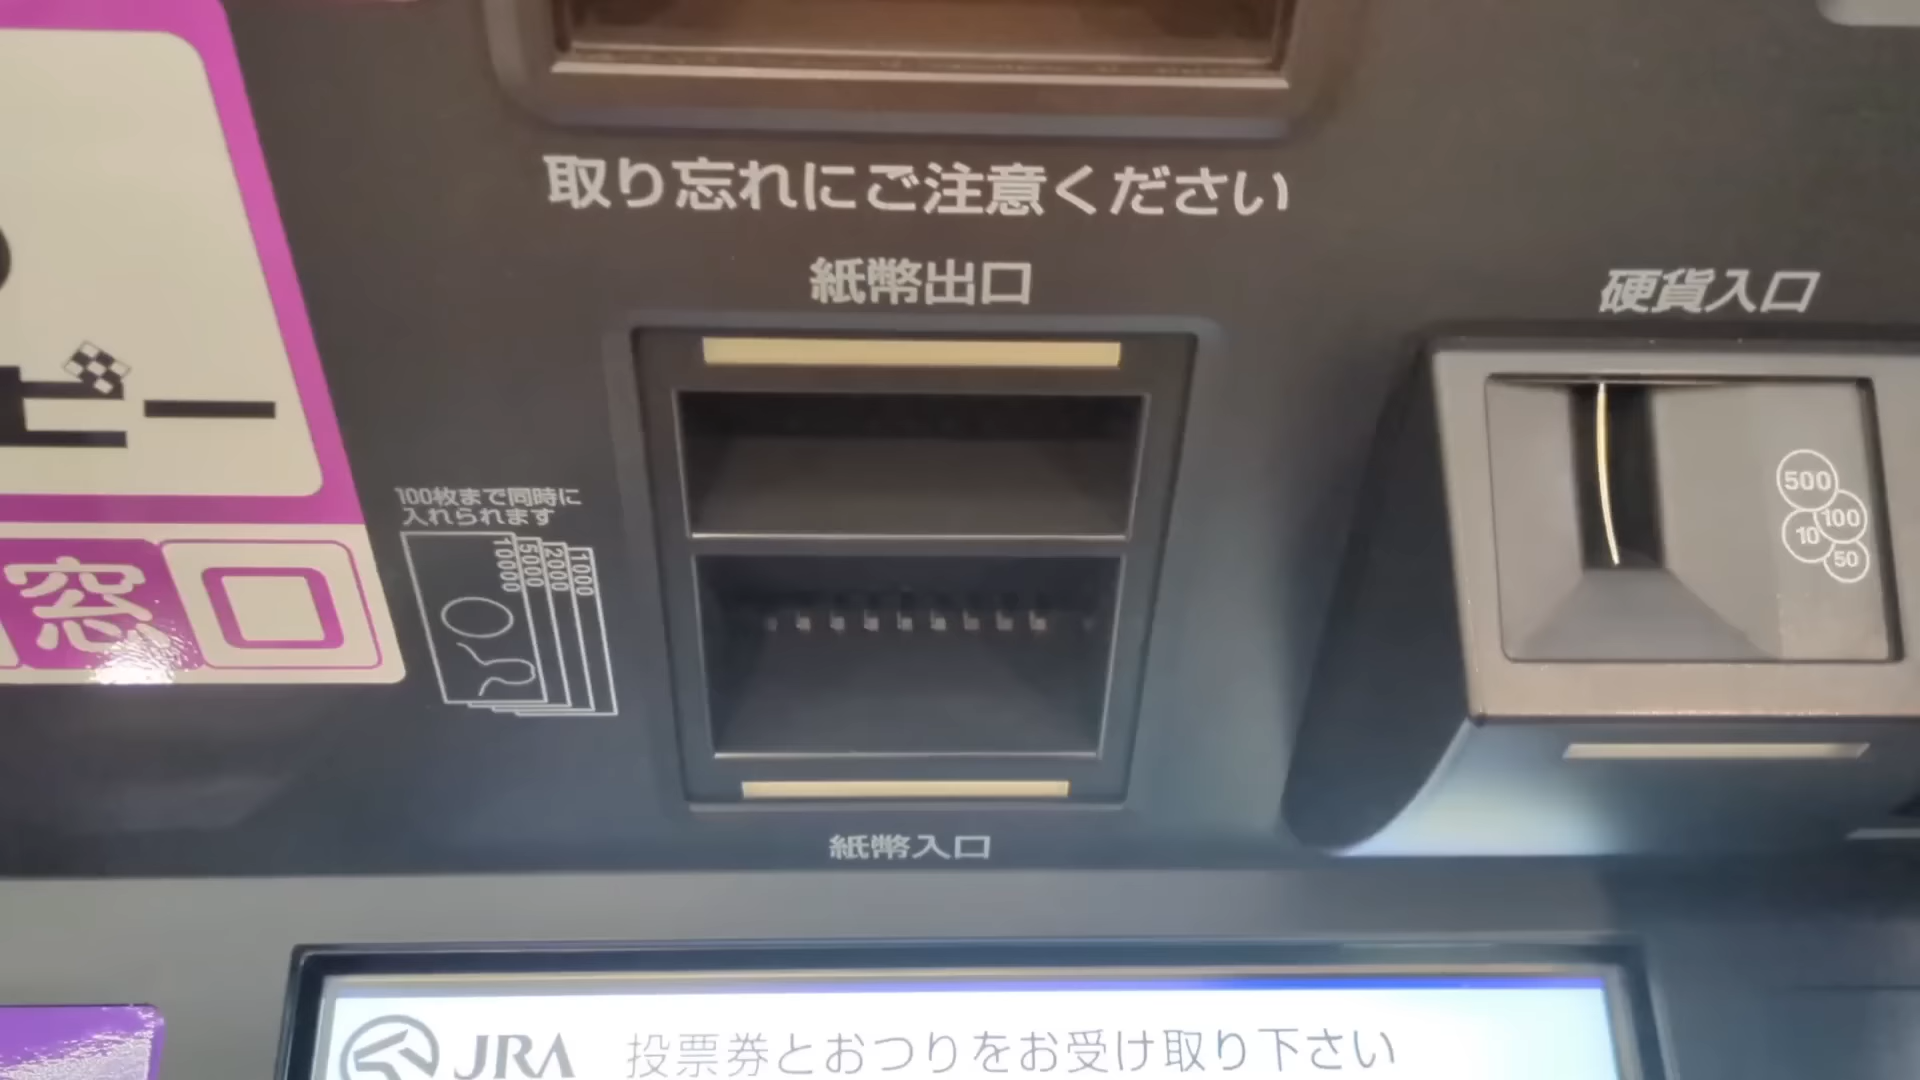 取り忘れにご注意ください
紙幣出口
硬貨入口
100枚まで同時に
入れられます
10000
5000
2000
1000
500
100
10
50
窓口
紙幣入口
JRA 投票券とおつりをお受け取り下さい